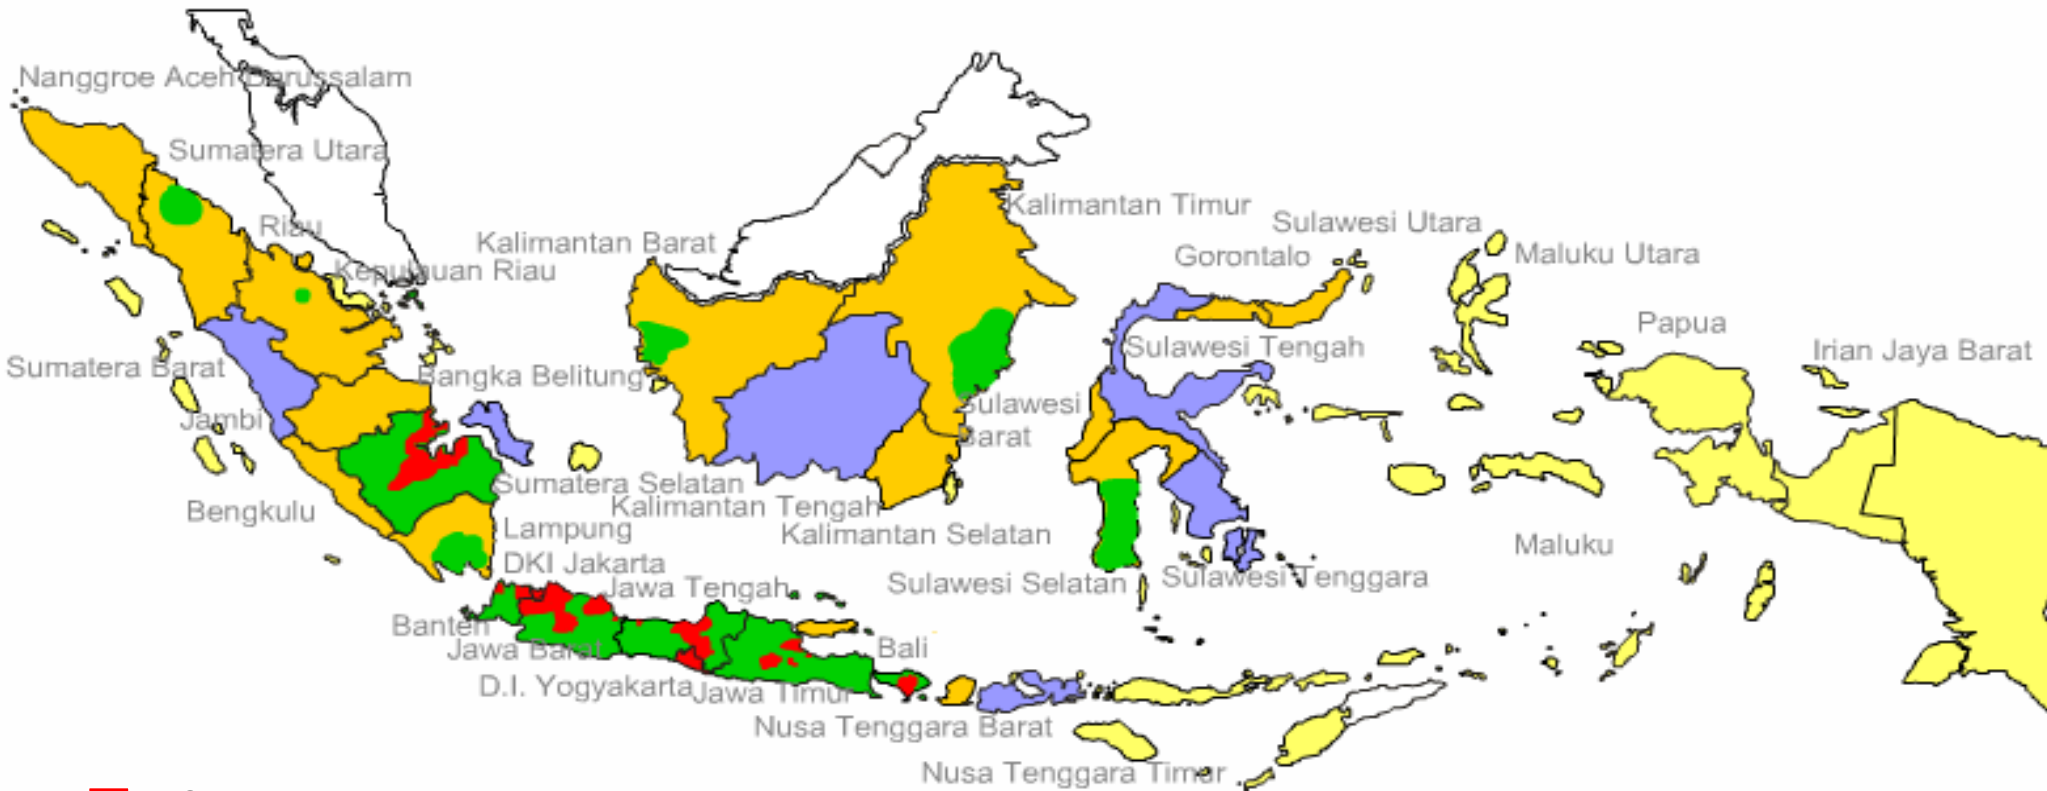 Nanggroe Aceh Darussalam
Sumatera Utara
Riau
Kepulauan Riau
Kalimantan Barat
Kalimantan Timur
Sulawesi Utara
Gorontalo
Maluku Utara
Papua
Irian Jaya Barat
Sumatera Barat
Jambi
Bangka Belitung
Sulawesi Tengah
Sulawesi
Barat
Bengkulu
Sumatera Selatan
Kalimantan Tengah
Kalimantan Selatan
Lampung
DKI Jakarta
Jawa Tengah
Sulawesi Selatan
Sulawesi Tenggara
Maluku
Banten
Jawa Barat
Bali
D.I. Yogyakarta
Jawa Timur
Nusa Tenggara Barat
Nusa Tenggara Timur